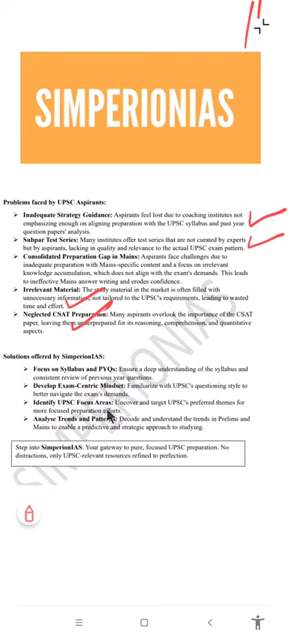 SIMPERIONIAS
Problems faced by UPSC Aspirants:
➤ Inadequate Strategy Guidance: Aspirants feel lost due to coaching institutes not
emphasizing enough on aligning preparation with the UPSC syllabus and past year
question papers analysis.
➤ Subpar Test Series: Many institutes offer test series that are not curated by experts
but by aspirants, lacking in quality and relevance to the actual UPSC exam pattern.
➤ Consolidated Preparation Gap in Mains: Aspirants face challenges due to
inadequate preparation with Mains-specific content and a focus on irrelevant
knowledge accumulation, which does not align with the exam's demands. This
leads to ineffective Mains answer writing and erodes confidence.
➤ Irrelevant Material: The study material in the market is often filled with
unnecessary information, not tailored to the UPSC's requirements, leading to wasted
time and effort.
➤ Neglected CSAT Preparation: Many aspirants overlook the importance of the CSAT
paper, leaving them underprepared for its reasoning, comprehension, and quantitative
aspects.
Solutions offered by SimperionIAS:
➤ Focus on Syllabus and PYQs: Ensure a deep understanding of the syllabus and
consistent review of previous year questions.
➤ Develop Exam-Centric Mindset: Familiarize with UPSC's questioning style to
better navigate the exam's demands.
➤ Identify UPSC Focus Areas: Uncover and target UPSC's preferred themes for
for more focused preparation efforts.
➤ Analyse Trends and Patterns: Decode and understand the trends in Prelims and
Mains to enable a predictive and strategic approach to studying.
Step into SimperionIAS: Your gateway to pure, focused UPSC preparation. No
distractions, only UPSC-relevant resources refined to perfection.
SIMPERIONIAS